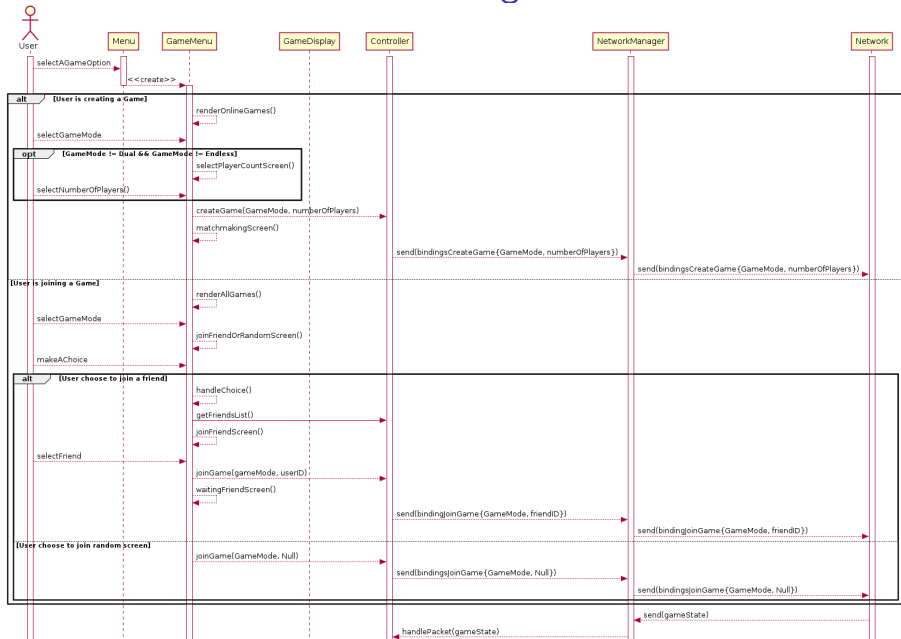 User
Menu
GameMenu
GameDisplay
Controller
NetworkManager
Network
selectAGameOption
<<create>>
alt [User is creating a Game]
renderOnlineGames()
selectGameMode
opt [GameMode != Dual && GameMode != Endless]
selectPlayerCountScreen()
selectNumberOfPlayers()
createGame(GameMode, numberOfPlayers)
matchmakingScreen()
send(bindingsCreateGame{GameMode, numberOfPlayers})
send(bindingsCreateGame{GameMode, numberOfPlayers})
[User is joining a Game]
renderAllGames()
selectGameMode
joinFriendOrRandomScreen()
makeAChoice
alt [User choose to join a friend]
handleChoice()
getFriendsList()
joinFriendScreen()
selectFriend
joinGame(gameMode, userID)
waitingFriendScreen()
send(bindingJoinGame{GameMode, friendID})
send(bindingJoinGame{GameMode, friendID})
[User choose to join random screen]
joinGame(GameMode, Null)
send(bindingsJoinGame{GameMode, Null})
send(bindingsJoinGame{GameMode, Null})
send(gameState)
handlePacket(gameState)